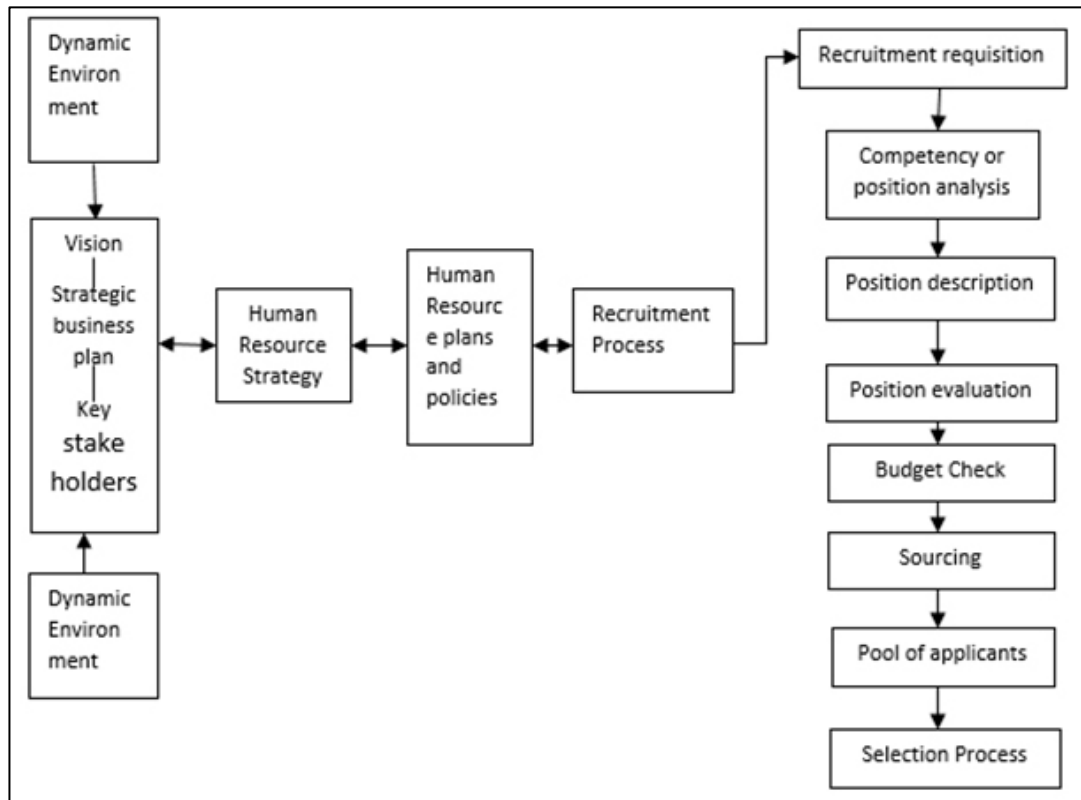 Dynamic
Environ
ment
Vision
Strategic
business
plan
Key
stake
holders
Dynamic
Environ
ment
Human
Resource
Strategy
Human
Resourc
e plans
and
policies
Recruitment
Process
Recruitment requisition
Competency or
position analysis
Position description
Position evaluation
Budget Check
Sourcing
Pool of applicants
Selection Process